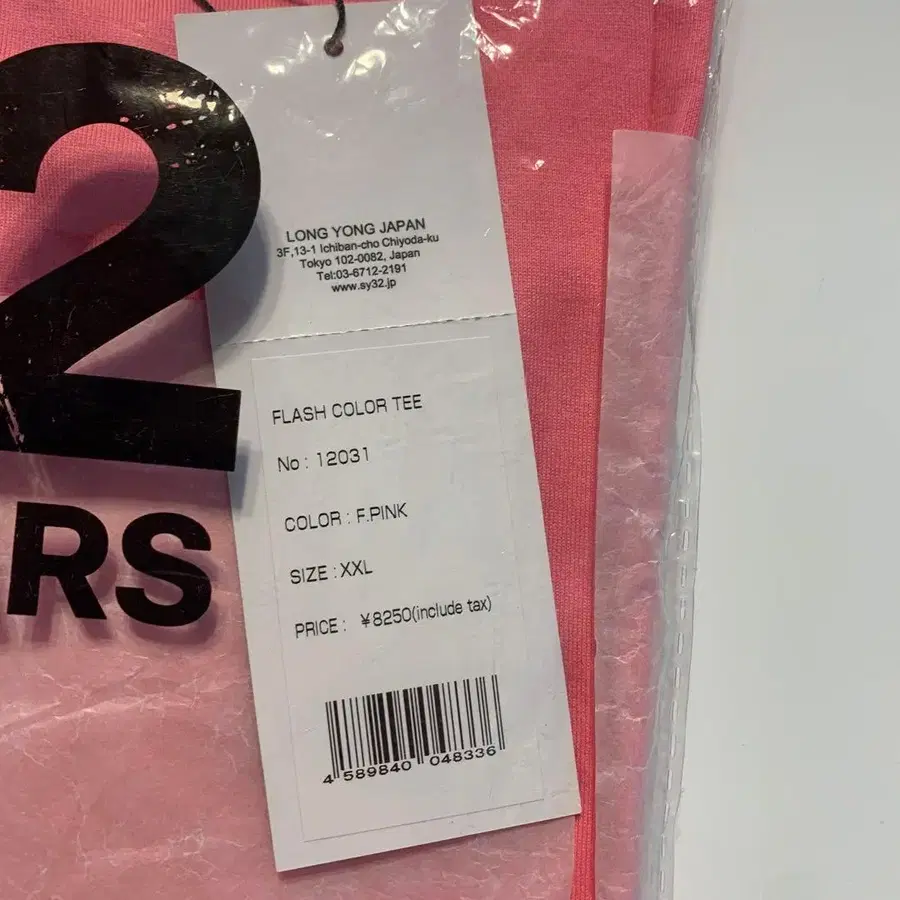 2
RS
LONG YONG JAPAN
3F,13-1 Ichiban-cho Chiyoda-ku
Tokyo 102-0082, Japan
Tel:03-6712-2191
www.sy32.jp
FLASH COLOR TEE
No : 12031
COLOR : F.PINK
SIZE : XXL
PRICE : ¥8250(include tax)
4 589840 048336